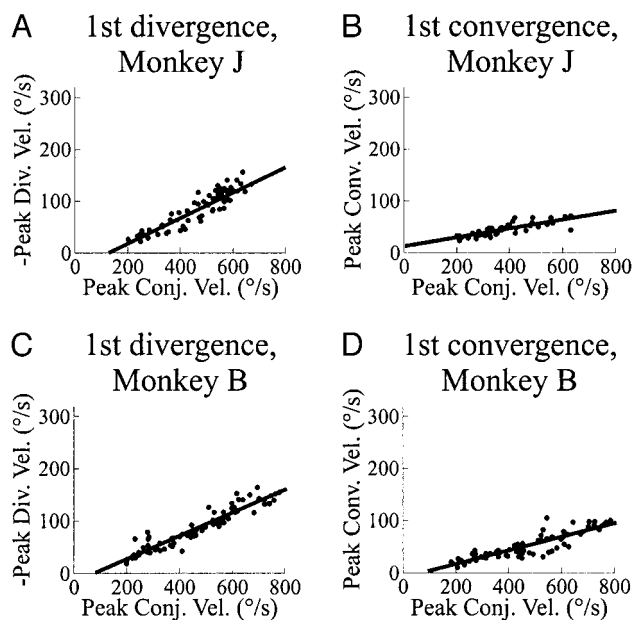 A 1st divergence,
Monkey J
-Peak Div. Vel. (°/s)
300
200
100
0
0 200 400 600 800
Peak Conj. Vel. (°/s)
B 1st convergence,
Monkey J
Peak Conv. Vel. (°/s)
300
200
100
0
0 200 400 600 800
Peak Conj. Vel. (°/s)
C 1st divergence,
Monkey B
-Peak Div. Vel. (°/s)
300
200
100
0
0 200 400 600 800
Peak Conj. Vel. (°/s)
D 1st convergence,
Monkey B
Peak Conv. Vel. (°/s)
300
200
100
0
0 200 400 600 800
Peak Conj. Vel. (°/s)